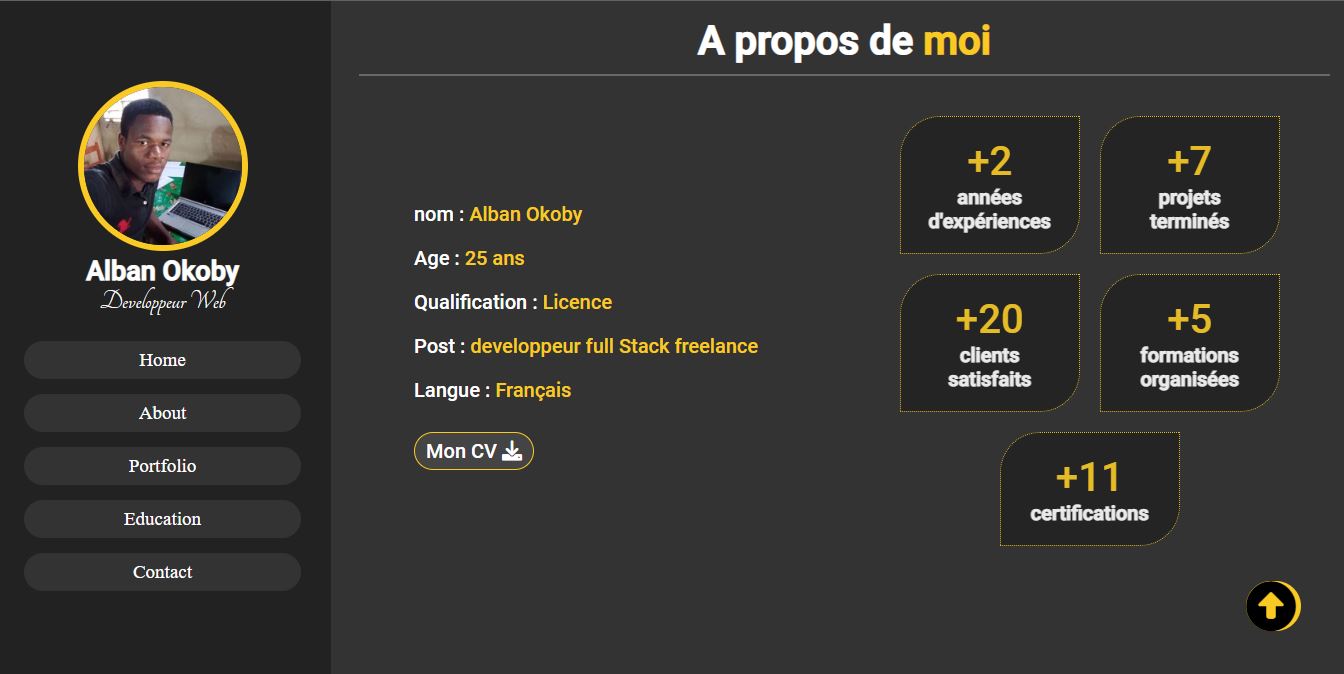 Alban Okoby
Developpeur Web
Home
About
Portfolio
Education
Contact
A propos de moi
nom : Alban Okoby
Age : 25 ans
Qualification : Licence
Post : developpeur full Stack freelance
Langue : Français
Mon CV
+2
années
d'expériences
+7
projets
terminés
+20
clients
satisfaits
+5
formations
organisées
+11
certifications